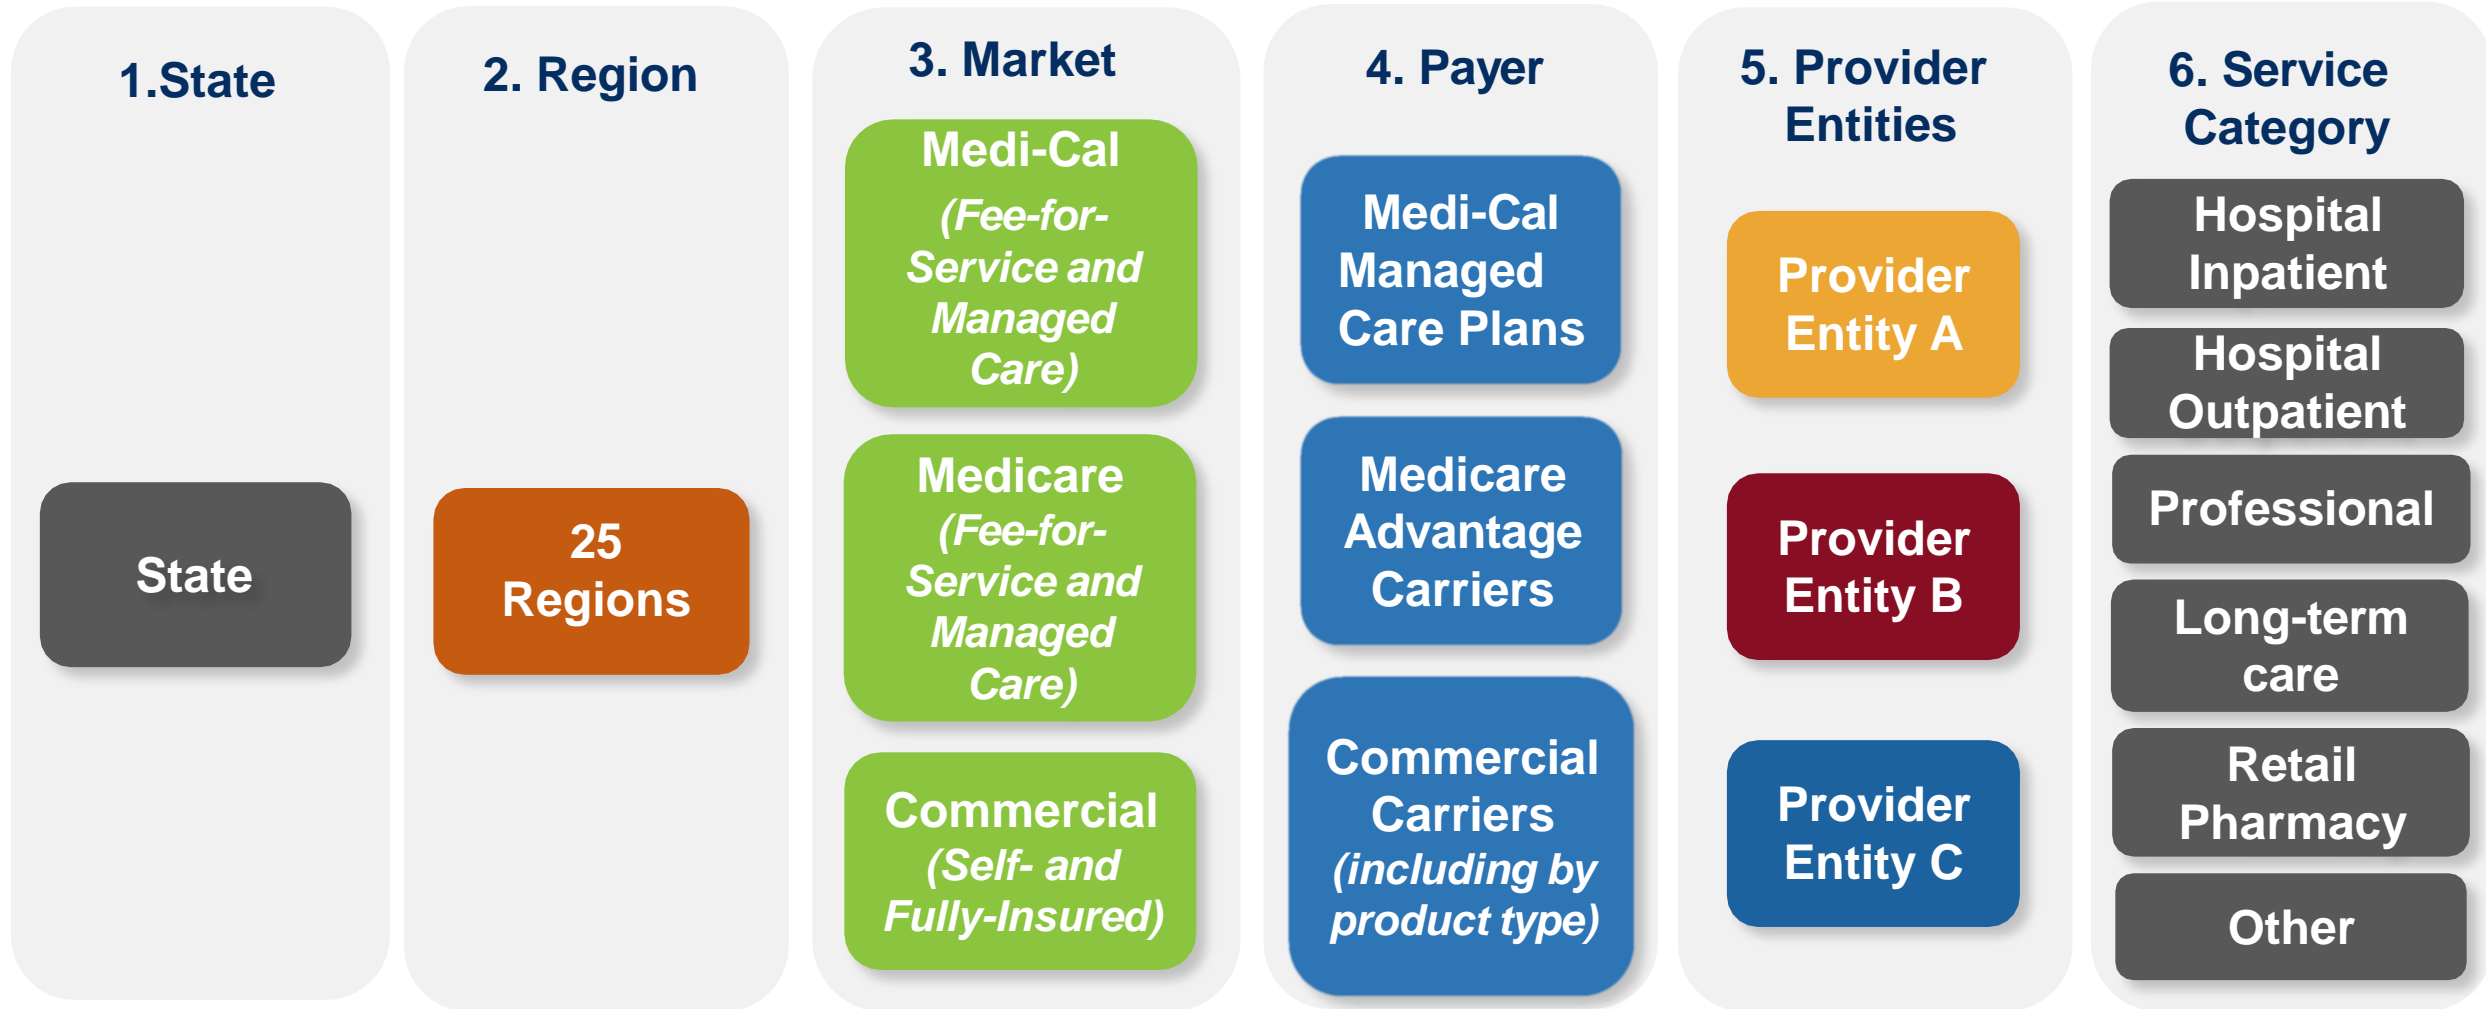 1.State
State
2. Region
25
Regions
3. Market
Medi-Cal
(Fee-for-
Service and
Managed
Care)
Medicare
(Fee-for-
Service and
Managed
Care)
Commercial
(Self- and
Fully-Insured)
4. Payer
Medi-Cal
Managed
Care Plans
Medicare
Advantage
Carriers
Commercial
Carriers
(including by
product type)
5. Provider
Entities
Provider
Entity A
Provider
Entity B
Provider
Entity C
6. Service
Category
Hospital
Inpatient
Hospital
Outpatient
Professional
Long-term
care
Retail
Pharmacy
Other